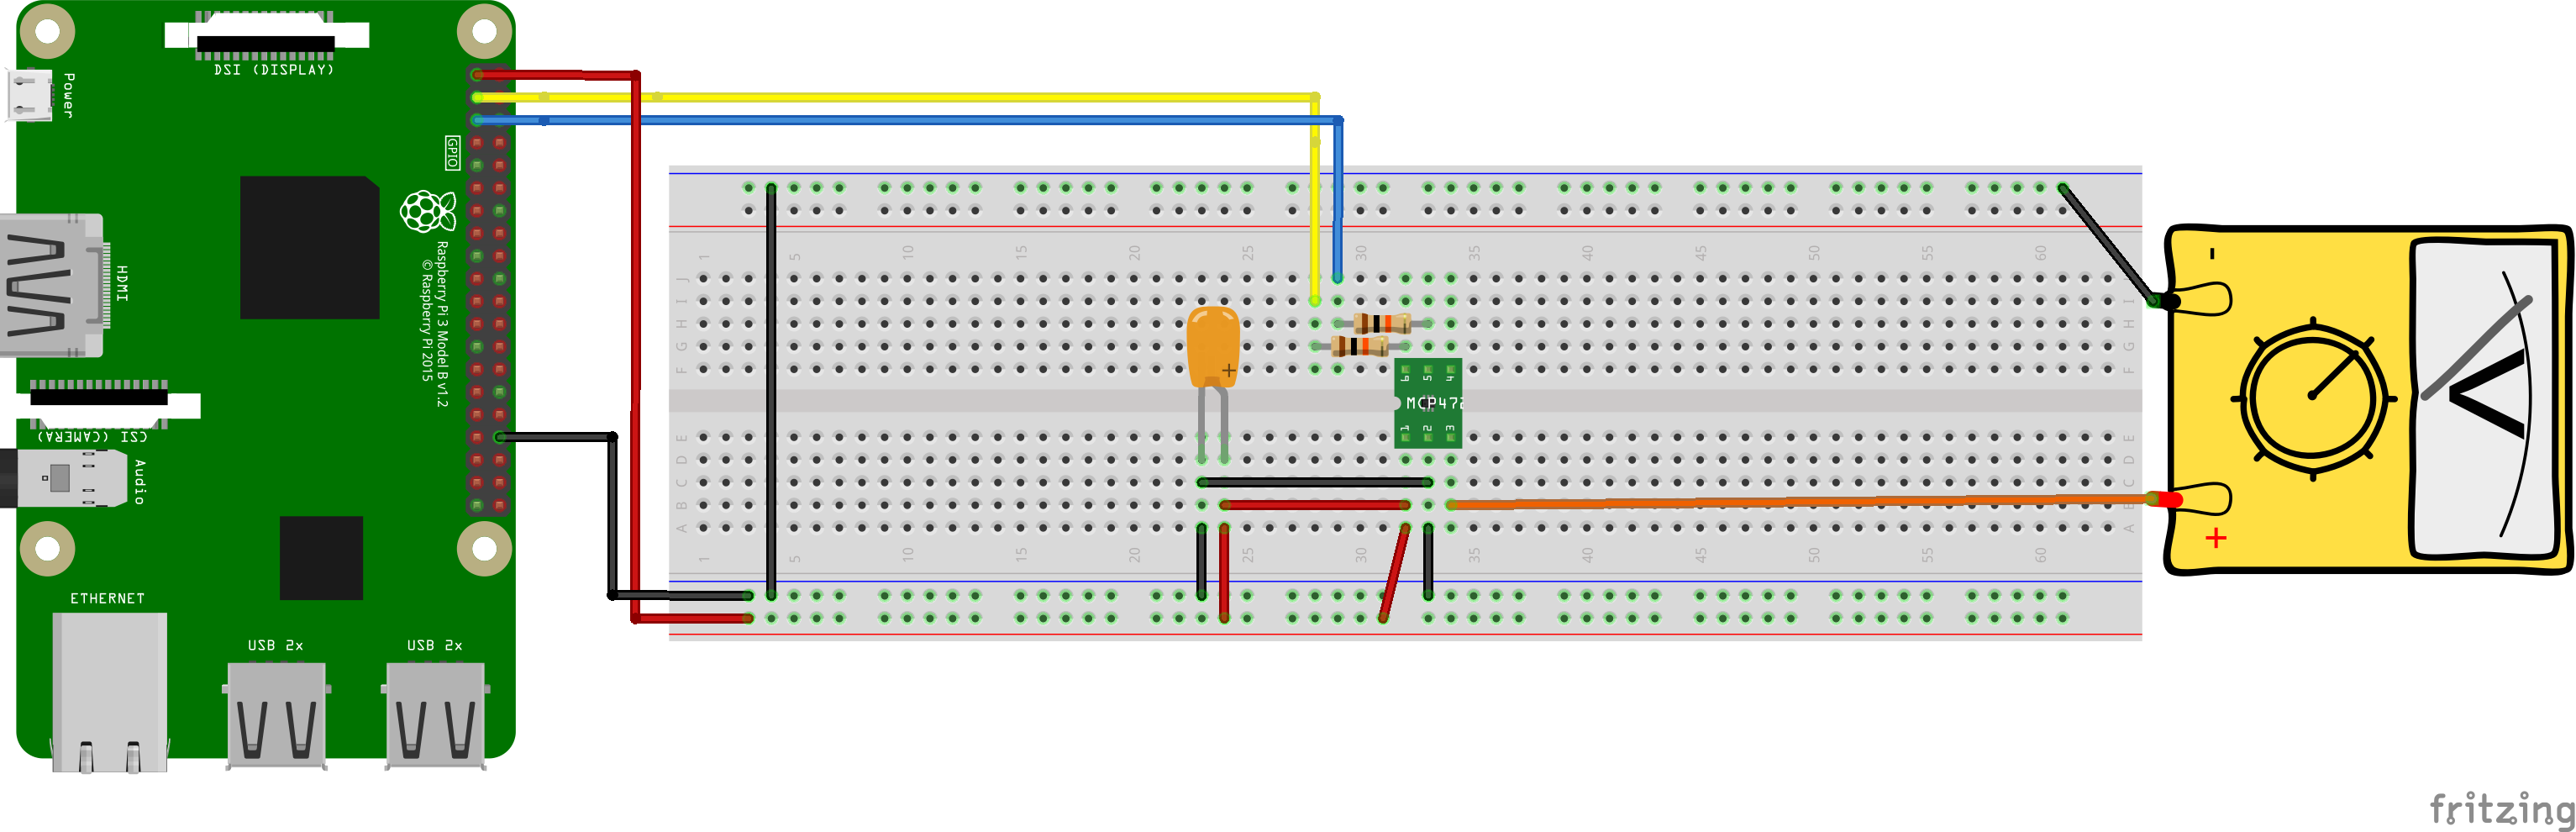 DSI (DISPLAY)
Power
GPIO
HDMI
Raspberry Pi 3 Model B v1.2
© Raspberry Pi 2015
CSI (CAMERA)
Audio
ETHERNET
USB 2x
USB 2x
1 5 10 15 20 25 30 35 40 45 50 55 60
J
I I
H H
G G
F F
+
6 5 4
MCP472
1 2 3
E E
D D
C C
B B
A A
1 5 10 15 20 25 30 35 40 45 50 55 60
-
V
+
fritzing